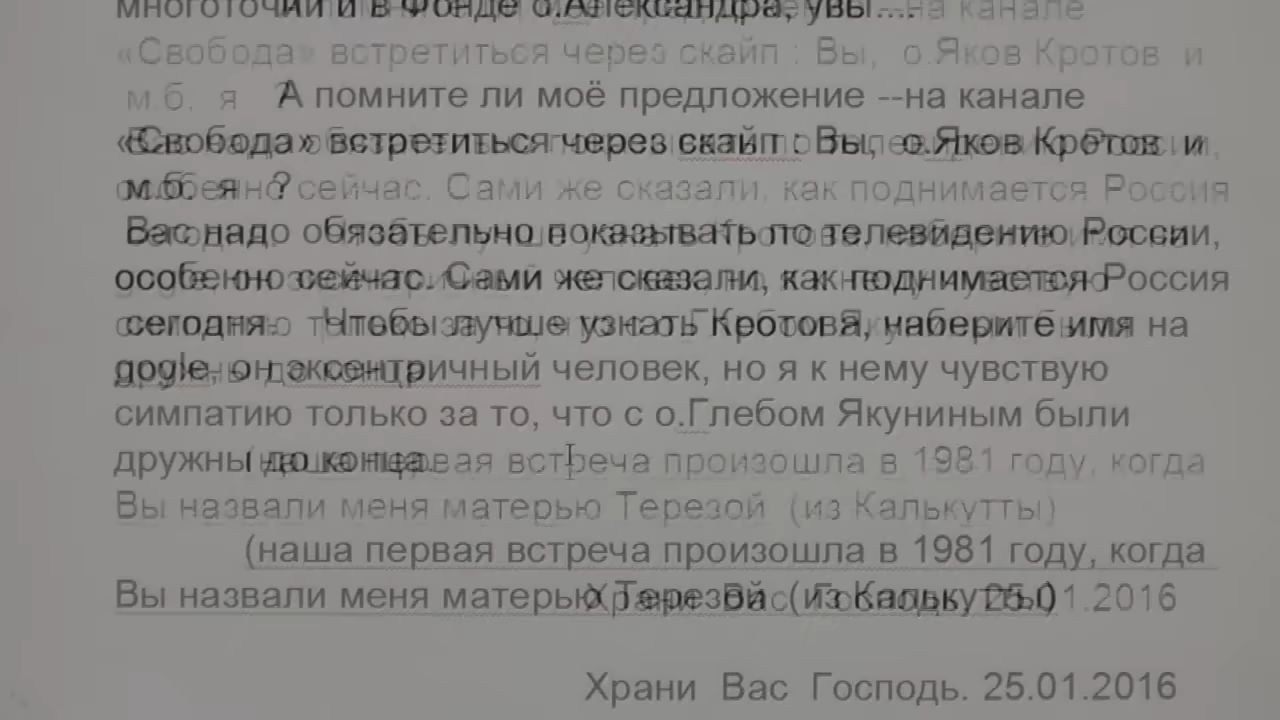 многоточии и в Фонде о.Александра, увы....
А помните ли моё предложение --на канале
«Свобода» встретиться через скайп : Вы, о.Яков Кротов и
м.б. я ?
Вас надо обязательно показывать по телевидению России,
особенно сейчас. Сами же сказали, как поднимается Россия
сегодня. Чтобы лучше узнать Кротова, наберите имя на
gogle, он эксентричный человек, но я к нему чувствую
симпатию только за то, что с о.Глебом Якуниным были
дружны до конца.
(наша первая встреча произошла в 1981 году, когда
Вы назвали меня матерью Терезой (из Калькутты)
Храни Вас Господь. 25.01.2016